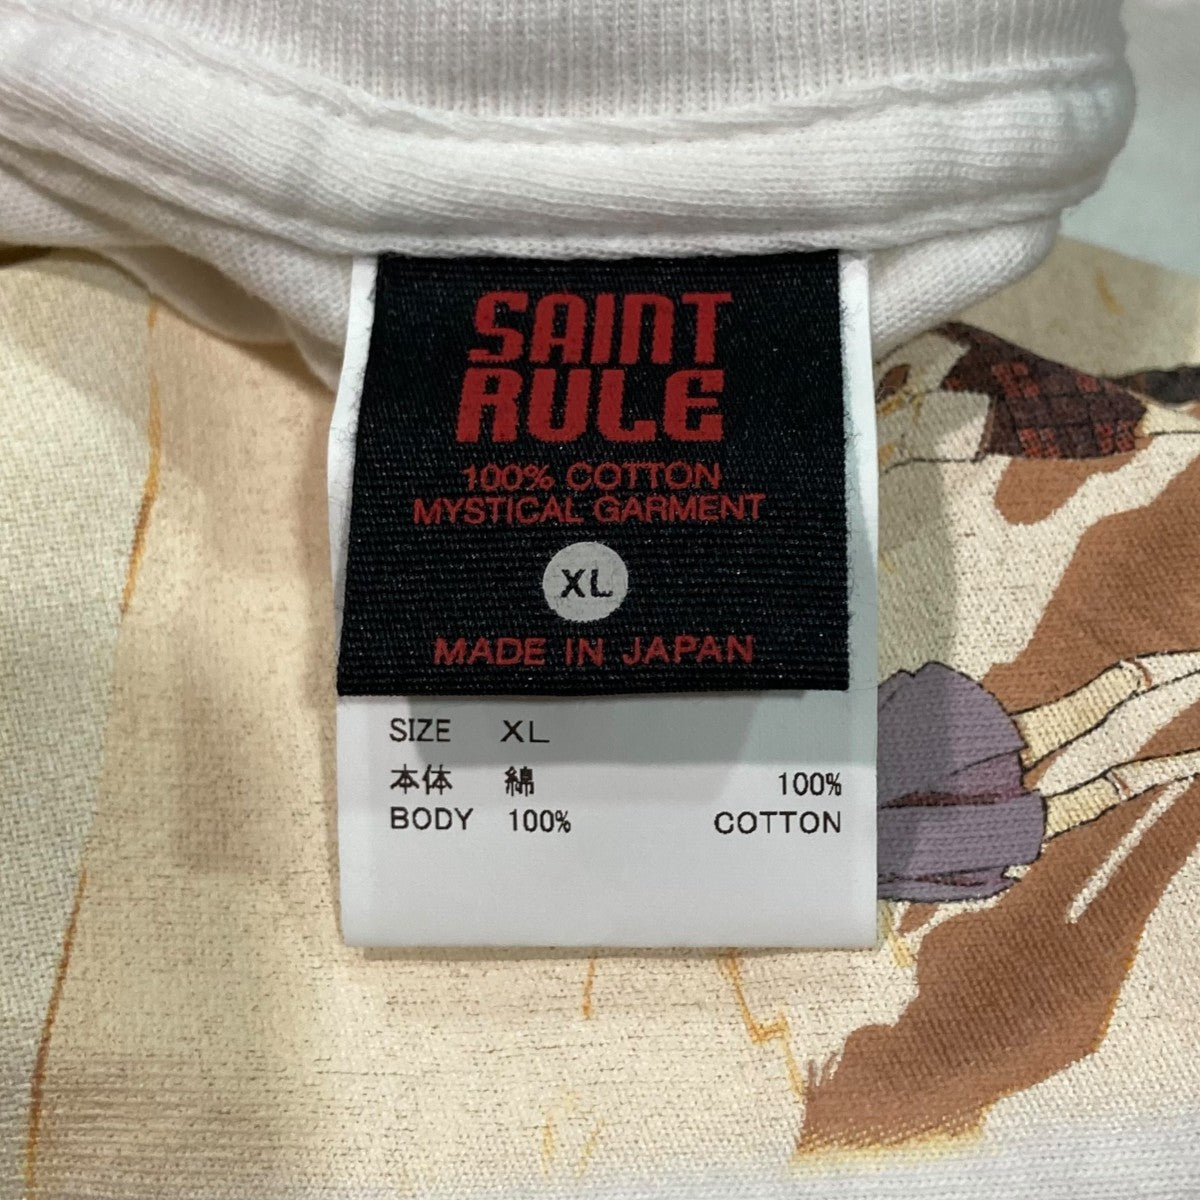 SAINT
RULE
100% COTTON
MYSTICAL GARMENT
XL
MADE IN JAPAN
SIZE XL
本体 綿 100%
BODY 100% COTTON